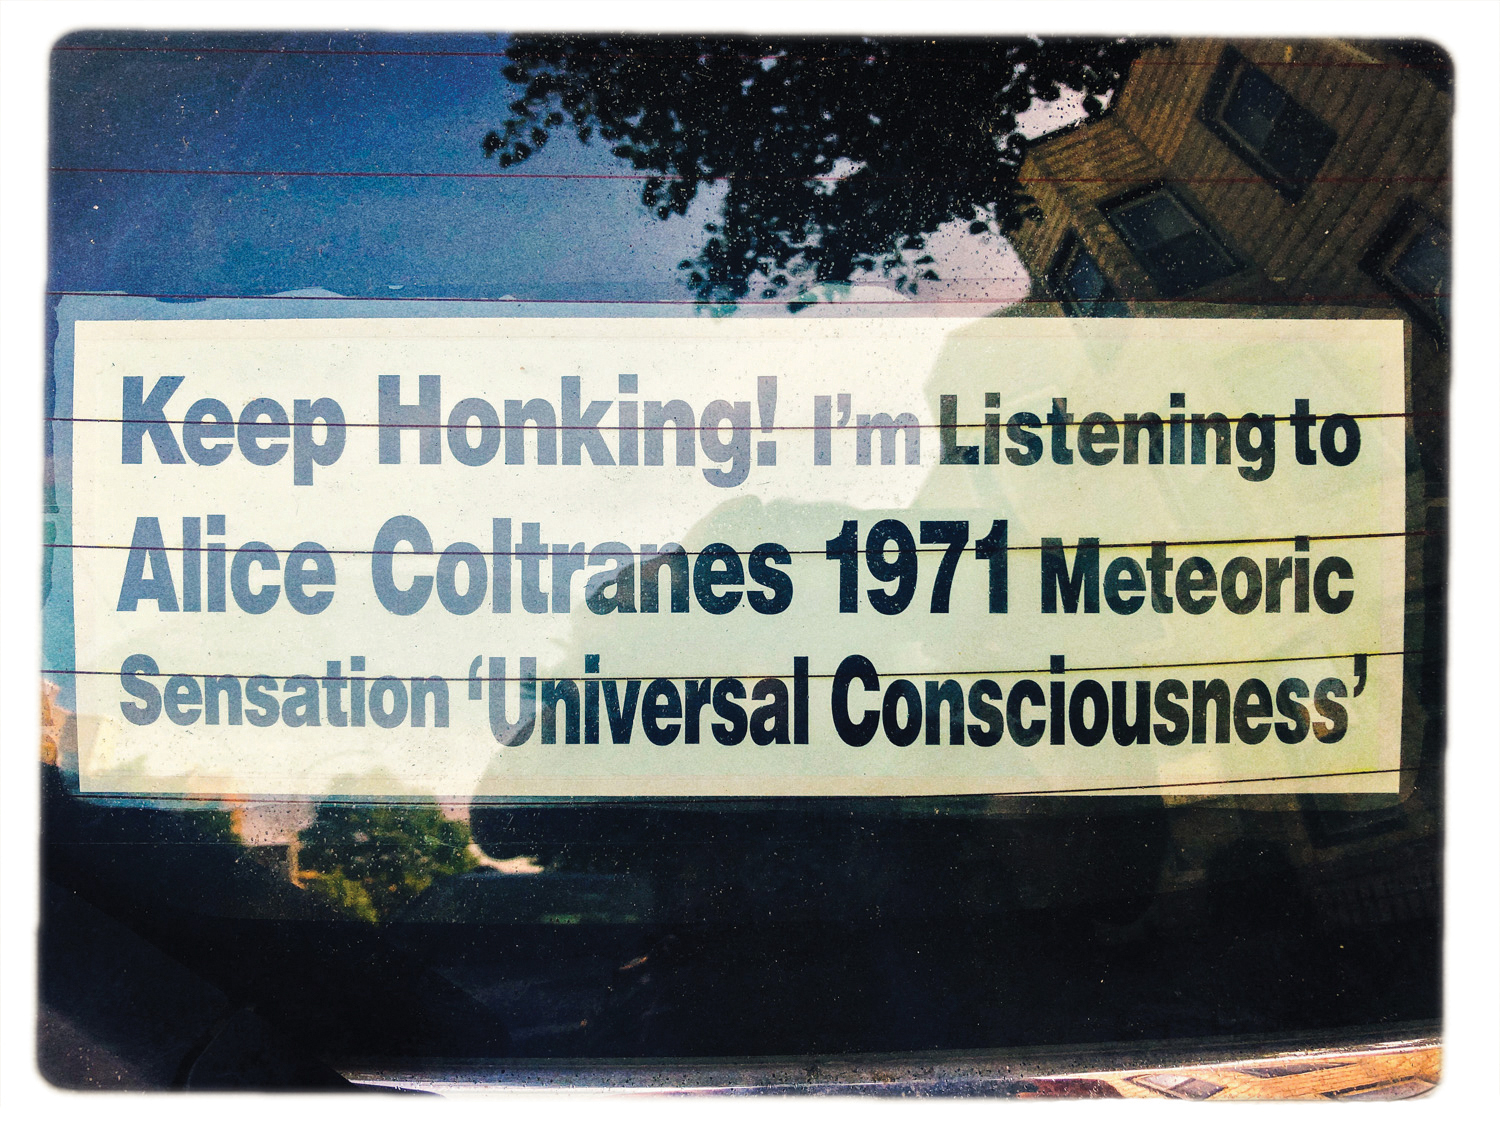 Keep Honking! I'm Listening to
Alice Coltranes 1971 Meteoric
Sensation ‘Universal Consciousness’